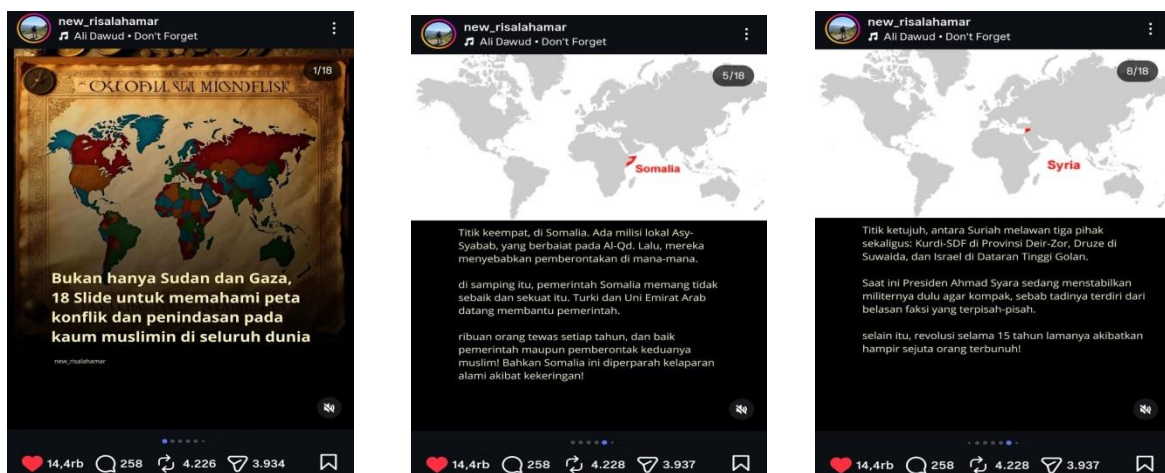 new_risalahamar
Ali Dawud • Don't Forget
1/18
Bukan hanya Sudan dan Gaza,
18 Slide untuk memahami peta
konflik dan penindasan pada
kaum muslimin di seluruh dunia
new_risalahamar
14,4rb 258 4.226 3.934
new_risalahamar
Ali Dawud • Don't Forget
5/18
Somalia
Titik keempat, di Somalia. Ada milisi lokal Asy-
Syabab, yang berbaiat pada Al-Qd. Lalu, mereka
menyebabkan pemberontakan di mana-mana.
di samping itu, pemerintah Somalia memang tidak
sebaik dan sekuat itu. Turki dan Uni Emirat Arab
datang membantu pemerintah.
ribuan orang tewas setiap tahun, dan baik
pemerintah maupun pemberontak keduanya
muslim! Bahkan Somalia ini diperparah kelaparan
alami akibat kekeringan!
14,4rb 258 4.228 3.937
new_risalahamar
Ali Dawud • Don't Forget
8/18
Syria
Titik ketujuh, antara Suriah melawan tiga pihak
sekaligus: Kurdi-SDF di Provinsi Deir-Zor, Druze di
Suwaida, dan Israel di Dataran Tinggi Golan.
Saat ini Presiden Ahmad Syara sedang menstabilkan
militernya dulu agar kompak, sebab tadinya terdiri dari
belasan faksi yang terpisah-pisah.
selain itu, revolusi selama 15 tahun lamanya akibatkan
hampir sejuta orang terbunuh!
14,4rb 258 4.228 3.937